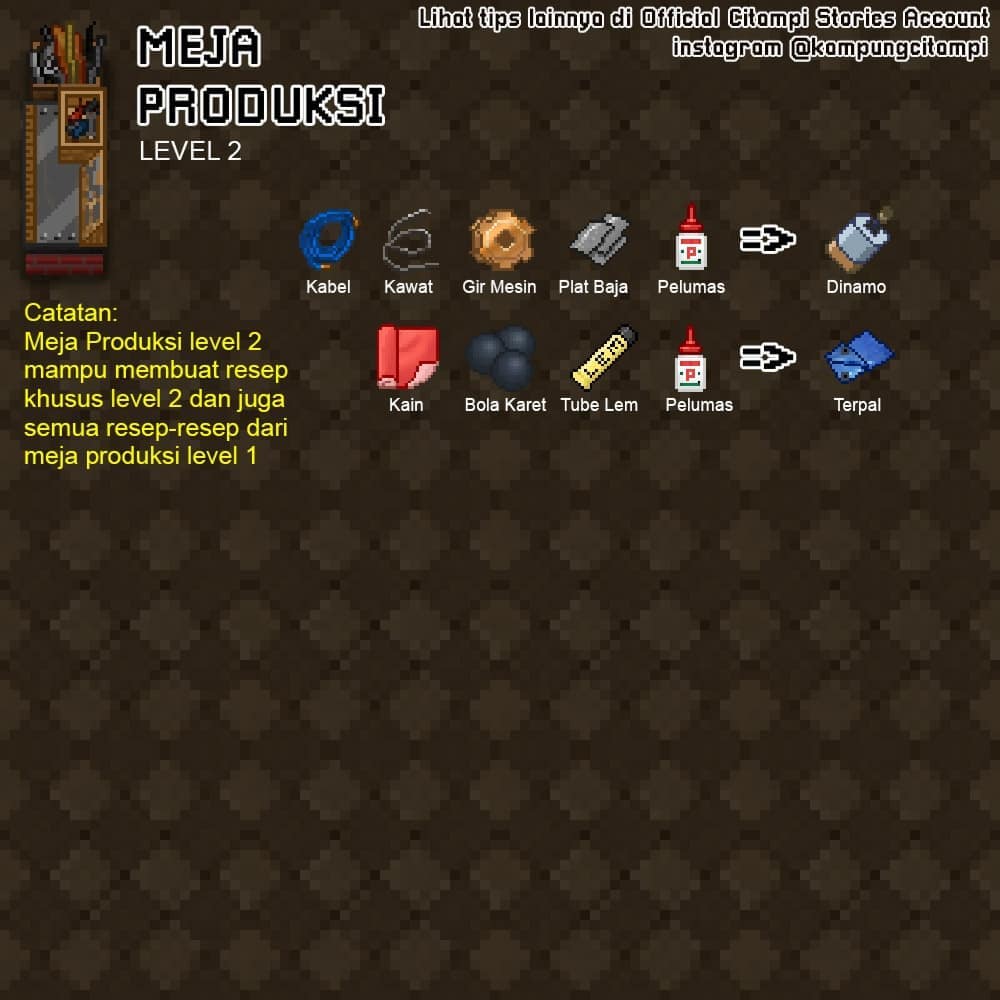 Lihat tips lainnya di Official Citampi Stories Account
instagram @kampungcitampi
MEJA
PRODUKSI
LEVEL 2
Kabel Kawat Gir Mesin Plat Baja Pelumas Dinamo
Kain Bola Karet Tube Lem Pelumas Terpal
Catatan:
Meja Produksi level 2
mampu membuat resep
khusus level 2 dan juga
semua resep-resep dari
meja produksi level 1